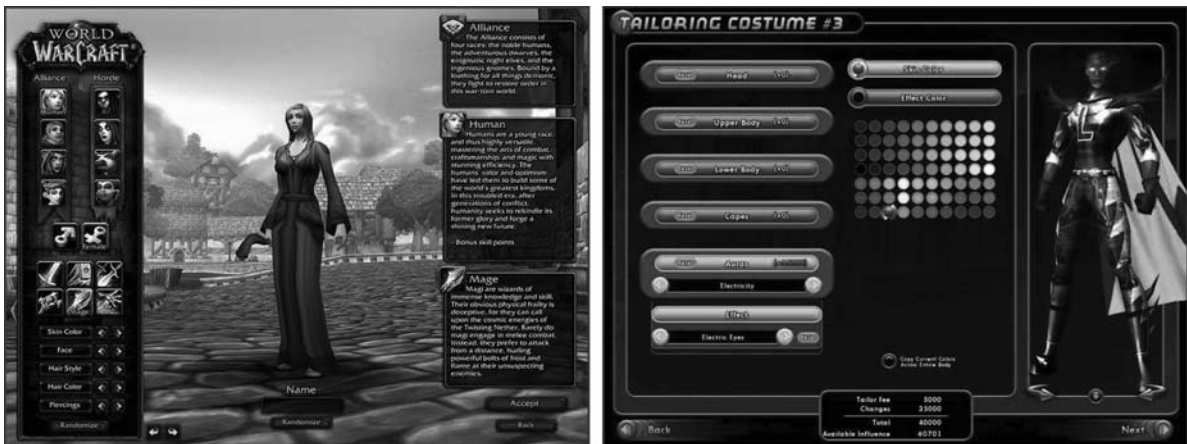 WORLD
OF
WARCRAFT
Alliance
Horde
Female
Skin Color
Face
Hair Style
Hair Color
Piercings
Randomize
Name
Randomize
Alliance
The Alliance consists of
four races: the noble humans,
the adventurous dwarves, the
enigmatic night elves, and the
ingenious gnomes. Bound by a
loathing for all things demonic,
they fight to restore order in
this war-torn world.
Human
Humans are a young race,
and thus highly versatile,
mastering the arts of combat,
craftsmanship, and magic with
stunning efficiency. The
humans' valor and optimism
have led them to build some of
the world's greatest kingdoms.
In this troubled era, after
generations of conflict,
humanity seeks to rekindle its
former glory and forge a
shining new future.
- Bonus skill points
Mage
Magi are wizards of
immense knowledge and skill.
Their obvious physical frailty is
deceptive, for they can call
upon the cosmic energies of
the Twisting Nether. Rarely do
magi engage in melee combat.
Instead, they prefer to attack
from a distance, hurling
powerful bolts of frost and
flame at their unsuspecting
enemies.
Accept
Back
TAILORING COSTUME #3
Head (+0)
Upper Body (+0)
Lower Body (+0)
Capes (+0)
Auras
Electricity
Effect
Electric Eyes
Skin Color
Effect Color
Copy Current Colors
Across Entire Body
Tailor Fee 5000
Changes 35000
Total 40000
Available Influence 60701
Back
Next